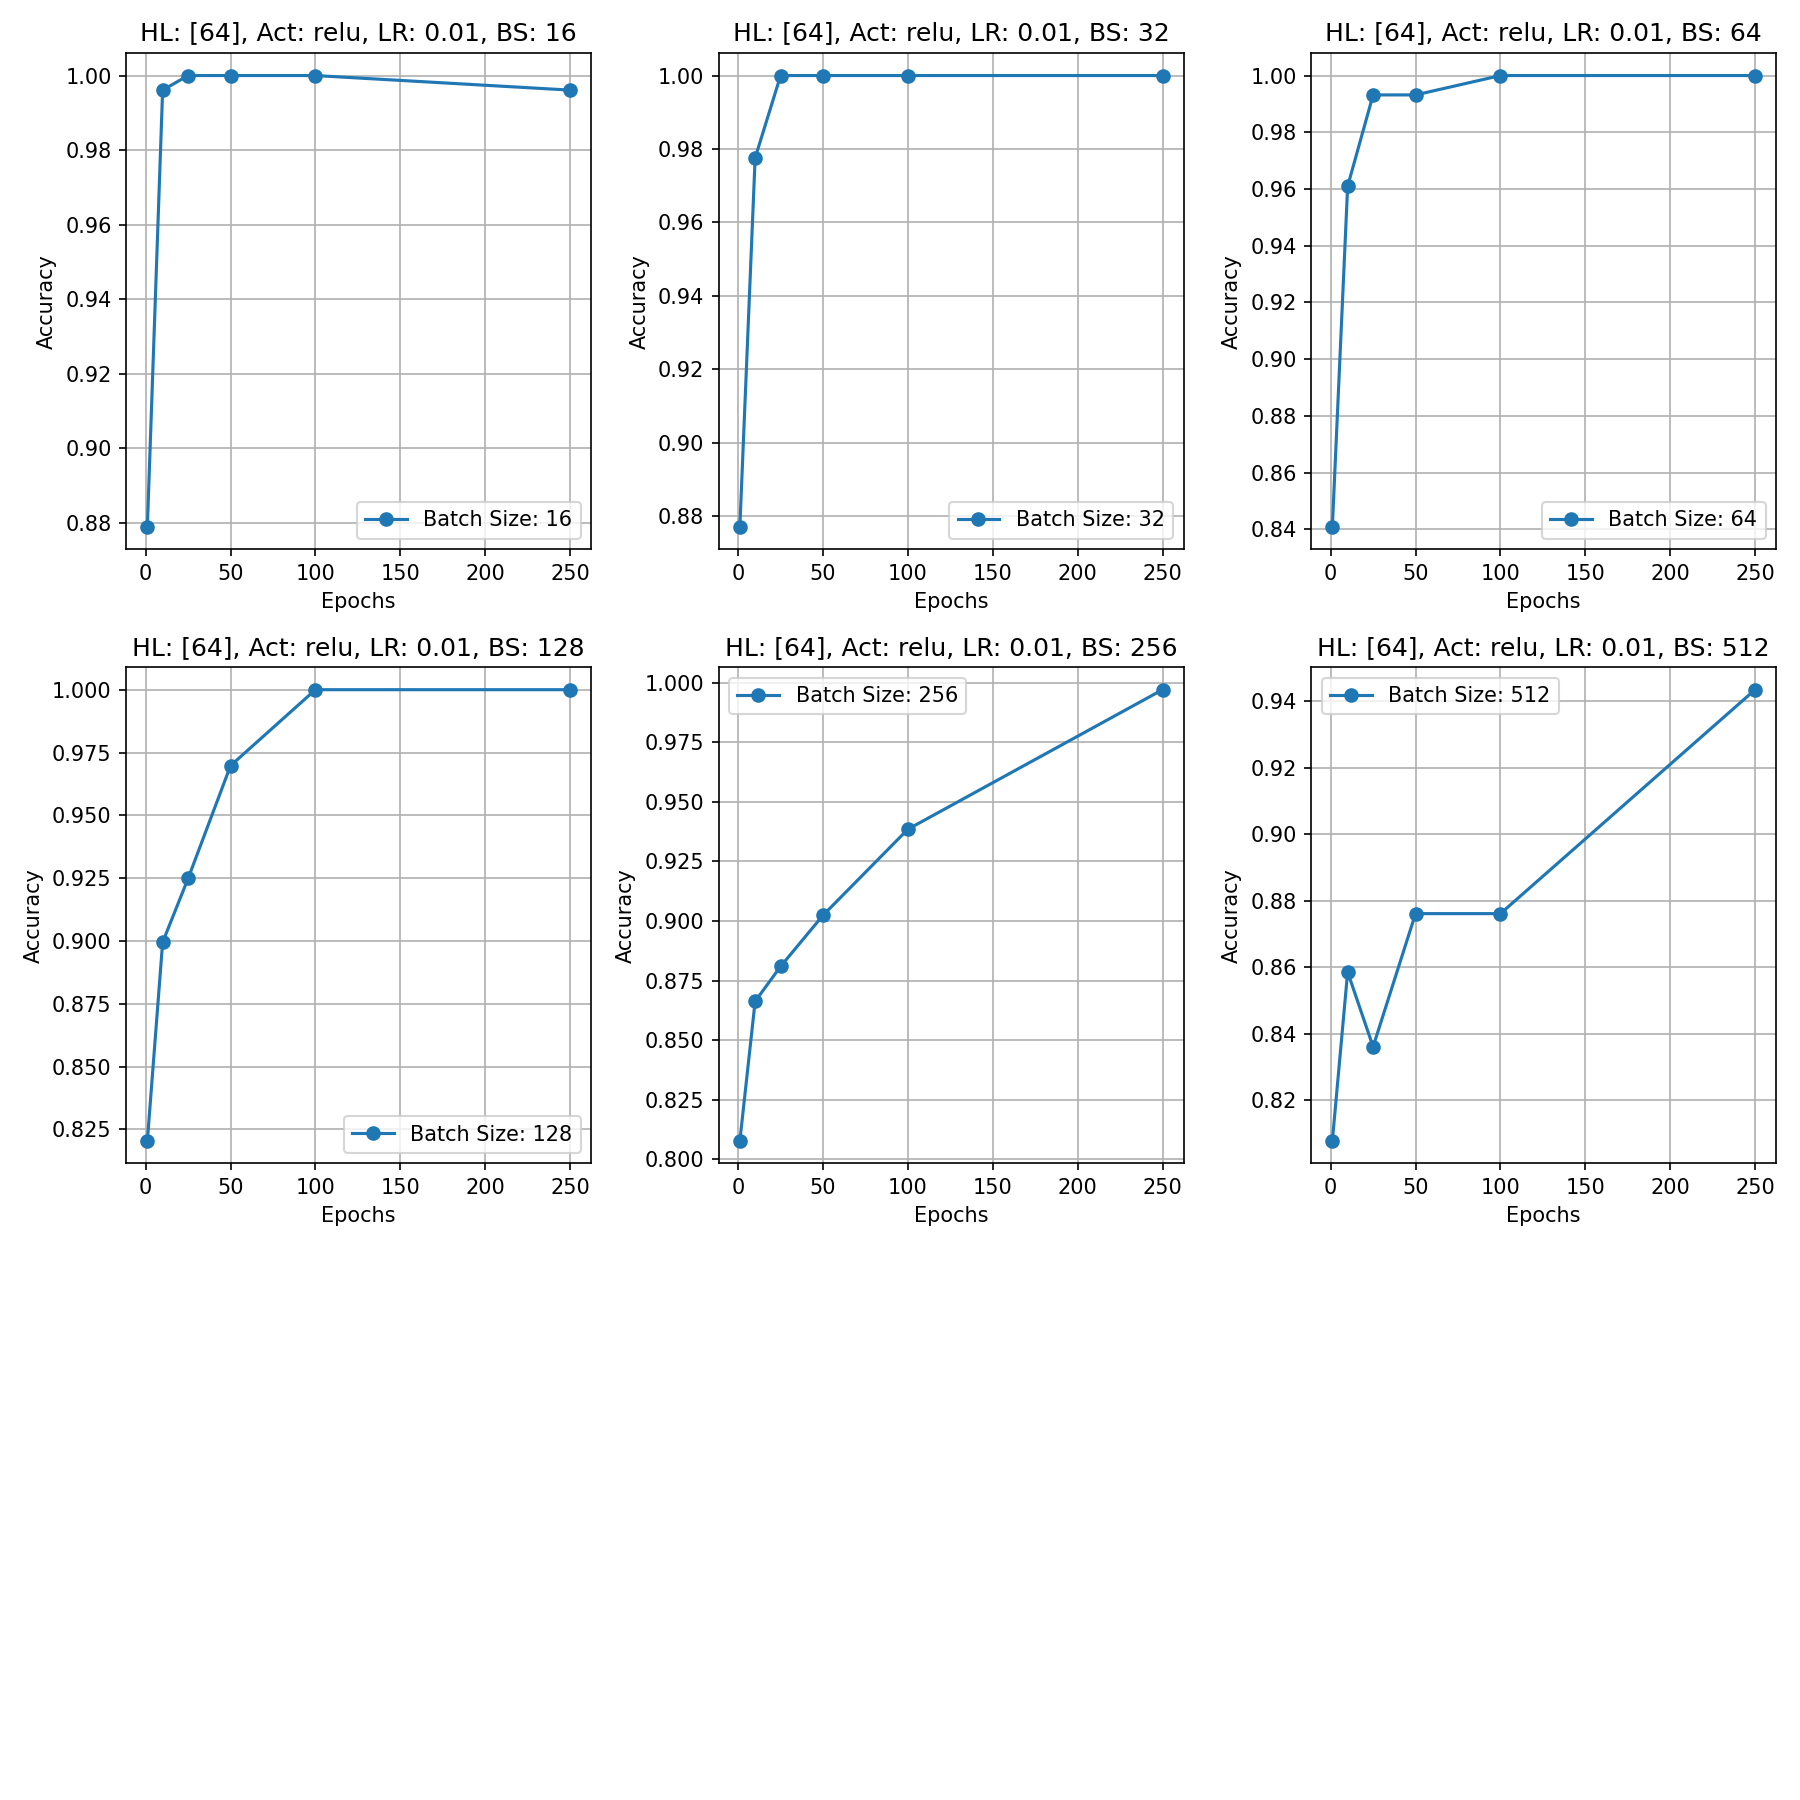 HL: [64], Act: relu, LR: 0.01, BS: 16
1.00
0.98
0.96
0.94
0.92
0.90
0.88
Accuracy
Batch Size: 16
0 50 100 150 200 250
Epochs
HL: [64], Act: relu, LR: 0.01, BS: 32
1.00
0.98
0.96
0.94
0.92
0.90
0.88
Accuracy
Batch Size: 32
0 50 100 150 200 250
Epochs
HL: [64], Act: relu, LR: 0.01, BS: 64
1.00
0.98
0.96
0.94
0.92
0.90
0.88
0.86
0.84
Accuracy
Batch Size: 64
0 50 100 150 200 250
Epochs
HL: [64], Act: relu, LR: 0.01, BS: 128
1.000
0.975
0.950
0.925
0.900
0.875
0.850
0.825
Accuracy
Batch Size: 128
0 50 100 150 200 250
Epochs
HL: [64], Act: relu, LR: 0.01, BS: 256
Batch Size: 256
1.000
0.975
0.950
0.925
0.900
0.875
0.850
0.825
0.800
Accuracy
0 50 100 150 200 250
Epochs
HL: [64], Act: relu, LR: 0.01, BS: 512
Batch Size: 512
0.94
0.92
0.90
0.88
0.86
0.84
0.82
Accuracy
0 50 100 150 200 250
Epochs